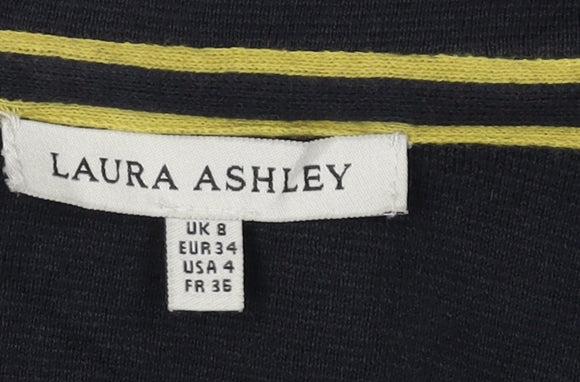 LAURA ASHLEY
UK 8
EUR 34
USA 4
FR 36